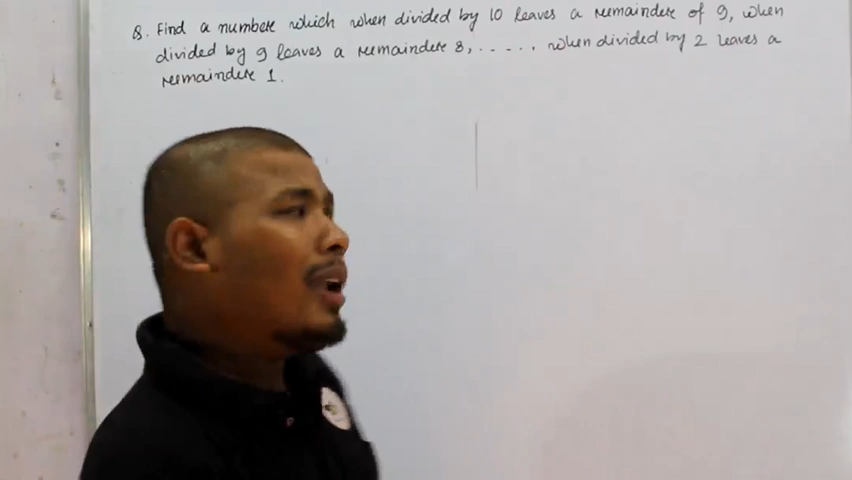 Q. Find a number which when divided by 10 leaves a remainder of 9, when
divided by 9 leaves a remainder 8, ..... when divided by 2 leaves a
remainder 1.